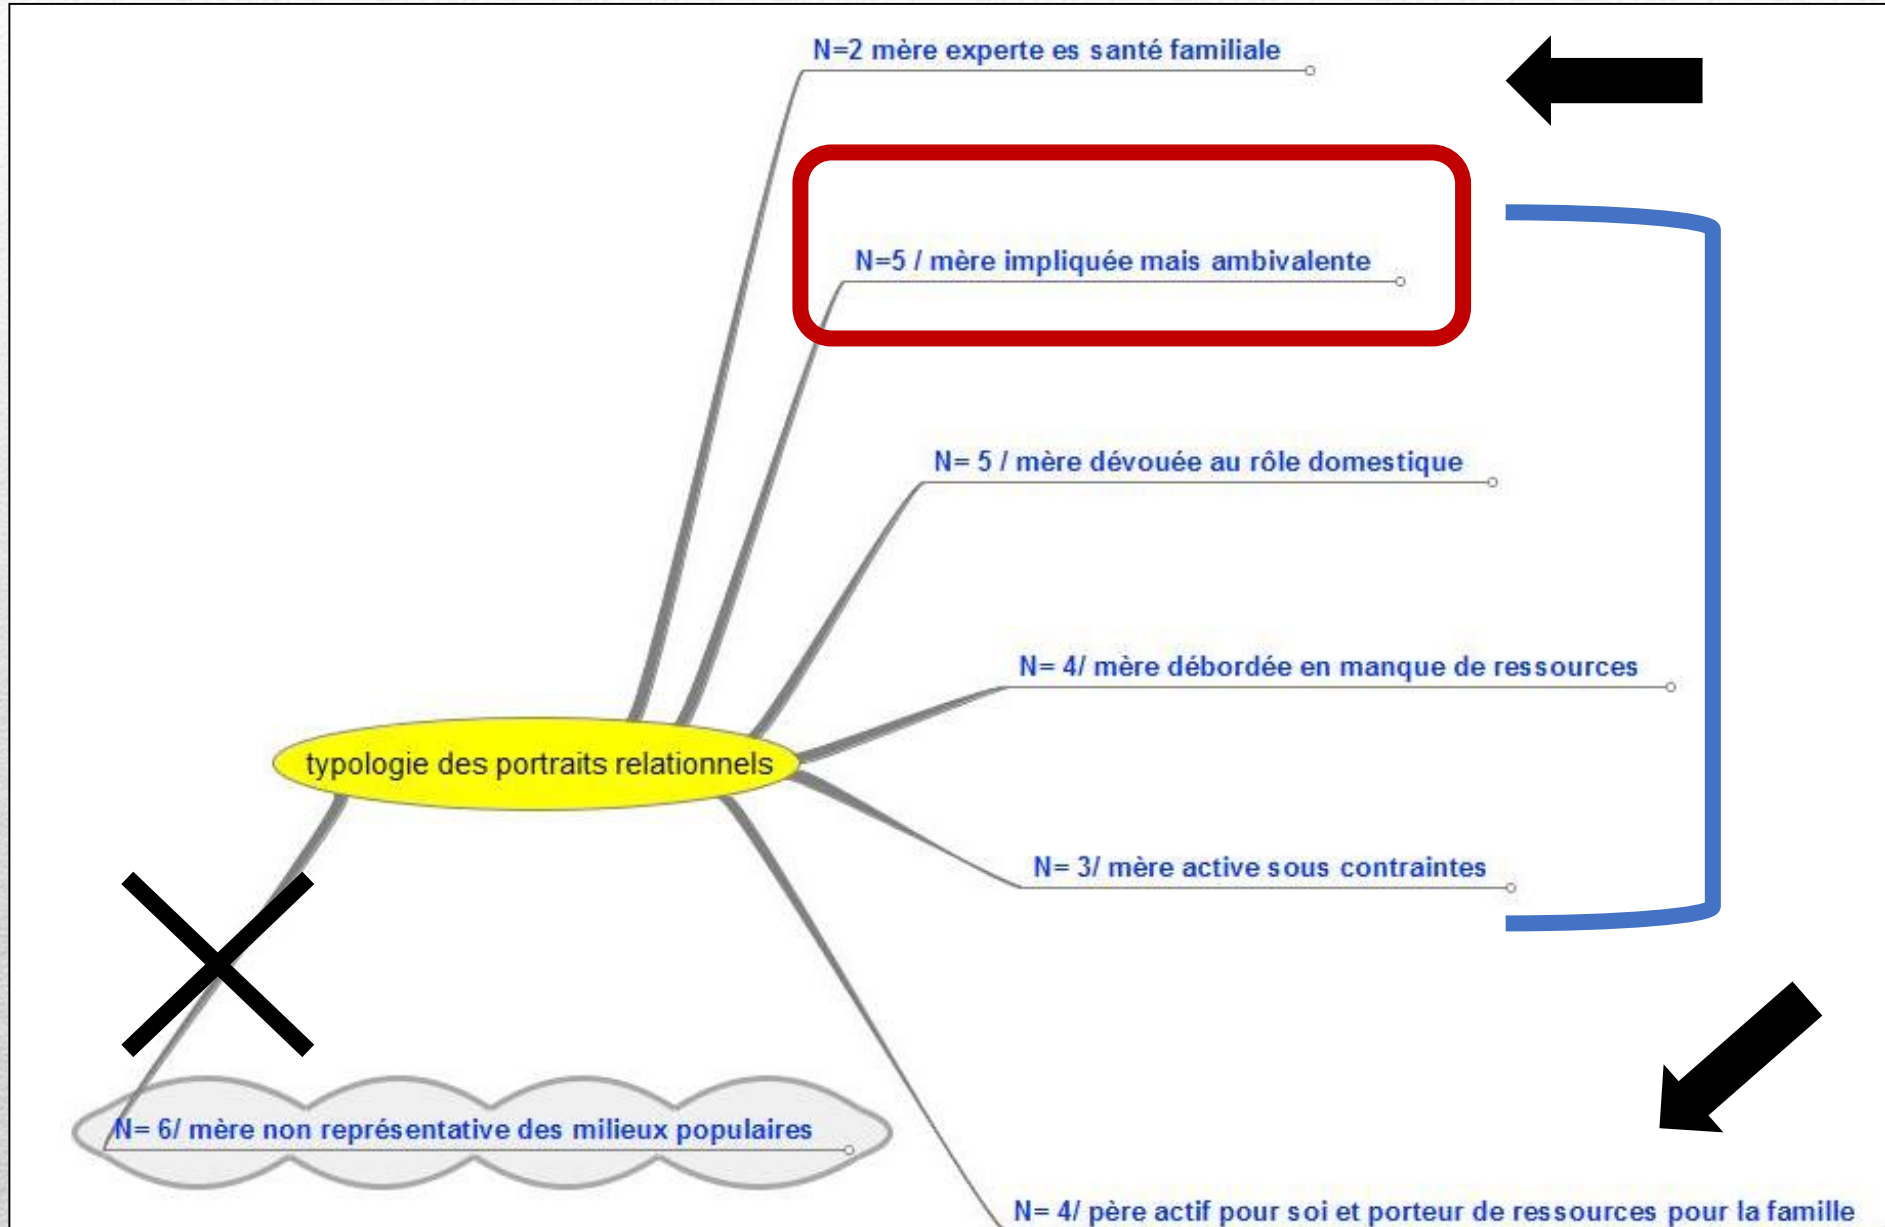 N=2 mère experte es santé familiale
N=5 / mère impliquée mais ambivalente
N= 5 / mère dévouée au rôle domestique
N= 4/ mère débordée en manque de ressources
typologie des portraits relationnels
N= 3/ mère active sous contraintes
N= 6/ mère non représentative des milieux populaires
N= 4/ père actif pour soi et porteur de ressources pour la famille